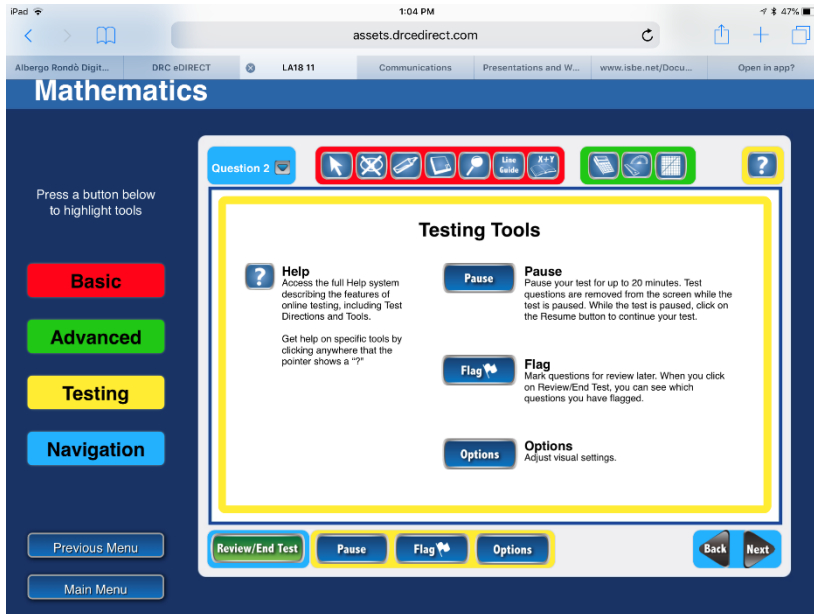 iPad
1:04 PM
47%
assets.drcedirect.com
Albergo Rondò Digit...
DRC eDIRECT
LA18 11
Communications
Presentations and W...
www.isbe.net/Docu...
Open in app?
Mathematics
Press a button below
to highlight tools
Basic
Advanced
Testing
Navigation
Previous Menu
Main Menu
Question 2
Line
Guide
X+Y
?
Testing Tools
?
Help
Access the full Help system
describing the features of
online testing, including Test
Directions and Tools.
Get help on specific tools by
clicking anywhere that the
pointer shows a “?”
Pause
Pause
Pause your test for up to 20 minutes. Test
questions are removed from the screen while the
test is paused. While the test is paused, click on
the Resume button to continue your test.
Flag
Flag
Mark questions for review later. When you click
on Review/End Test, you can see which
questions you have flagged.
Options
Options
Adjust visual settings.
Review/End Test
Pause
Flag
Options
Back
Next